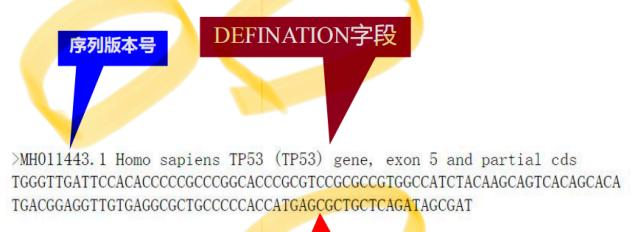 序列版本号
DEFINATION字段
>MH011443.1 Homo sapiens TP53 (TP53) gene, exon 5 and partial cds
TGGGTTGATTCCACACCCCCGCCCGGCACCCGCGTCCGCGCCGTGGCCATCTACAAGCAGTCACAGCACA
TGACGGAGGTTGTGAGGCGCTGCCCCCACCATGAGCGCTGCTCAGATAGCGAT